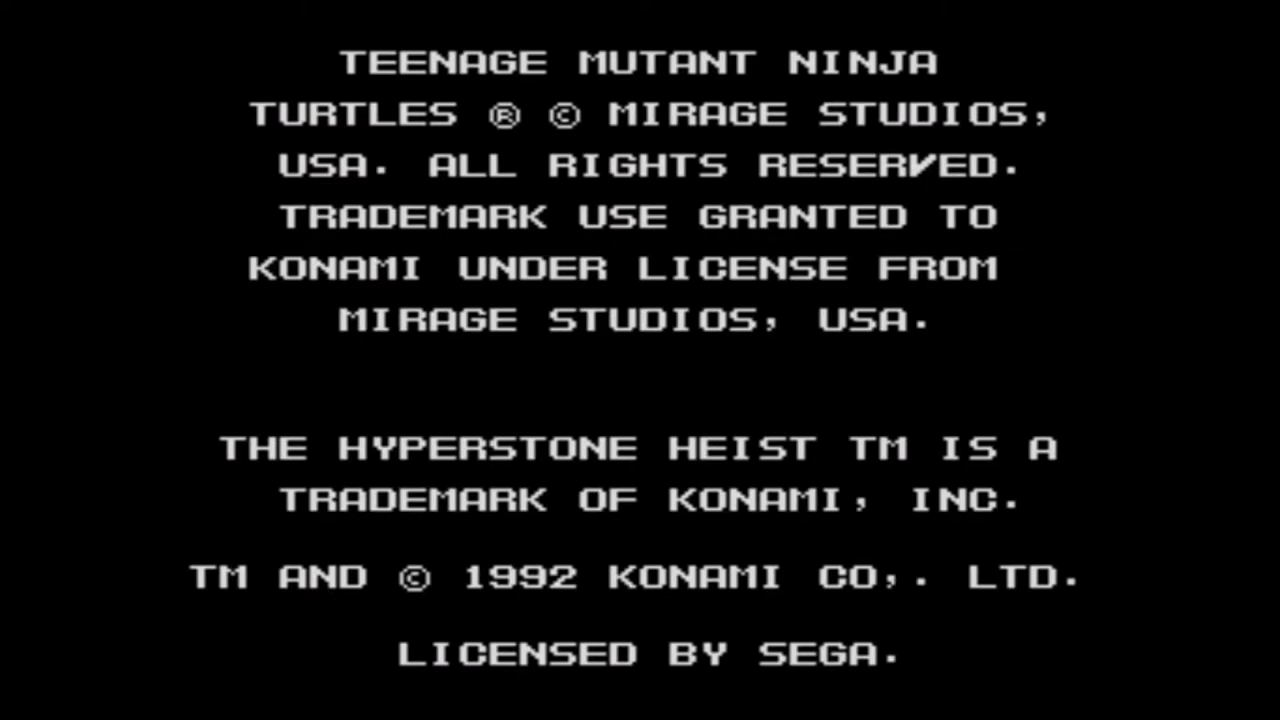 TEENAGE MUTANT NINJA
TURTLES ® © MIRAGE STUDIOS,
USA. ALL RIGHTS RESERVED.
TRADEMARK USE GRANTED TO
KONAMI UNDER LICENSE FROM
MIRAGE STUDIOS, USA.
THE HYPERSTONE HEIST TM IS A
TRADEMARK OF KONAMI, INC.
TM AND © 1992 KONAMI CO,. LTD.
LICENSED BY SEGA.